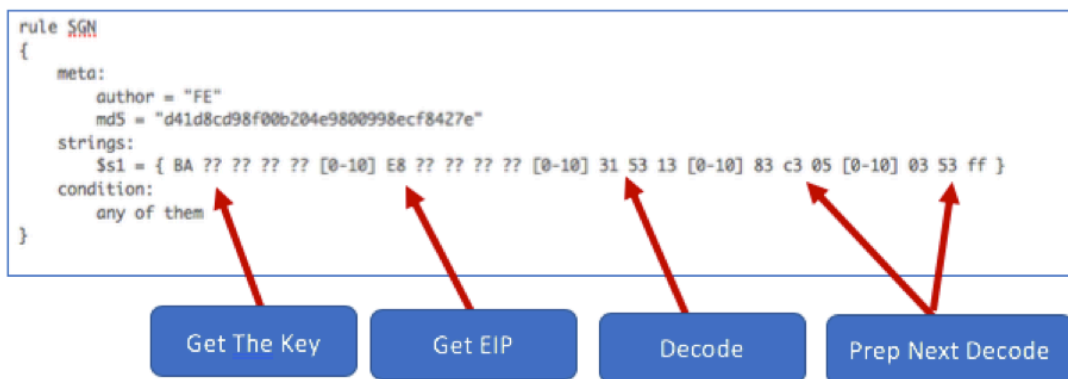 rule SGN
{
    meta:
        author = "FE"
        md5 = "d41d8cd98f00b204e9800998ecf8427e"
    strings:
        $s1 = { BA ?? ?? ?? ?? [0-10] E8 ?? ?? ?? ?? [0-10] 31 53 13 [0-10] 83 c3 05 [0-10] 03 53 ff }
    condition:
        any of them
}
Get The Key
Get EIP
Decode
Prep Next Decode